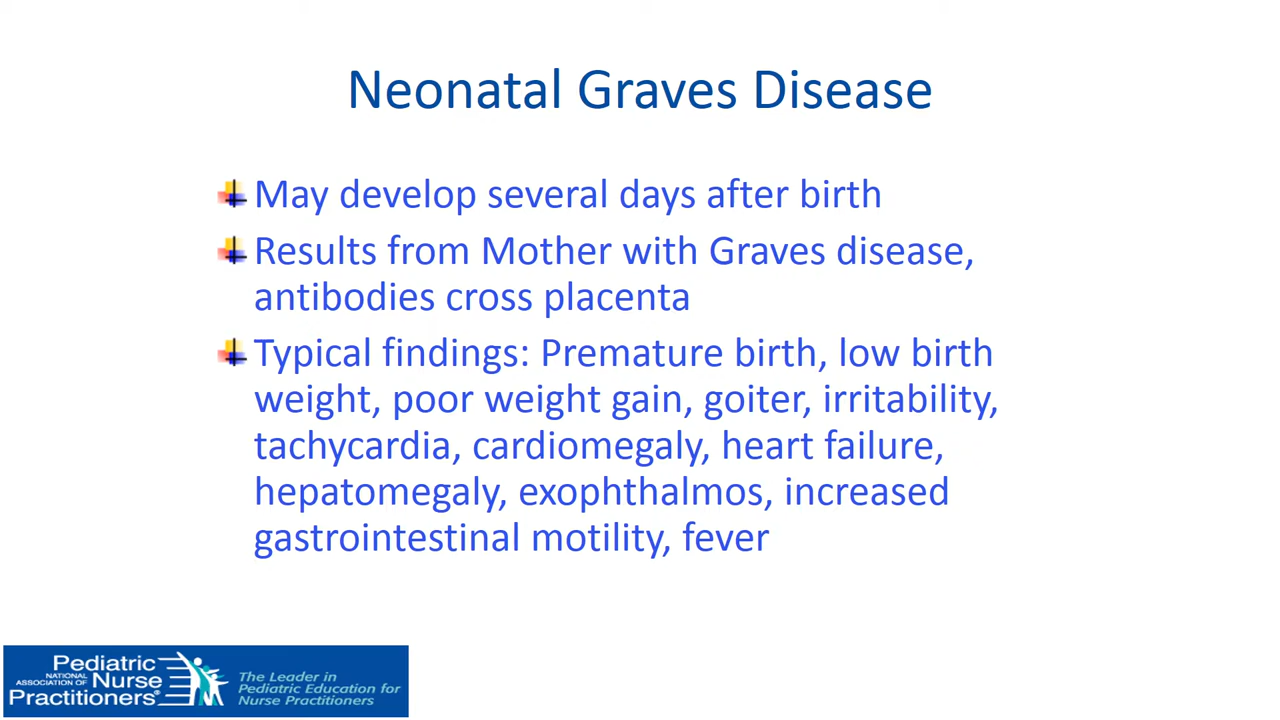 Neonatal Graves Disease
May develop several days after birth
Results from Mother with Graves disease,
antibodies cross placenta
Typical findings: Premature birth, low birth
weight, poor weight gain, goiter, irritability,
tachycardia, cardiomegaly, heart failure,
hepatomegaly, exophthalmos, increased
gastrointestinal motility, fever
Pediatric
NATIONAL
ASSOCIATION OF
Nurse
Practitioners®
The Leader in
Pediatric Education for
Nurse Practitioners